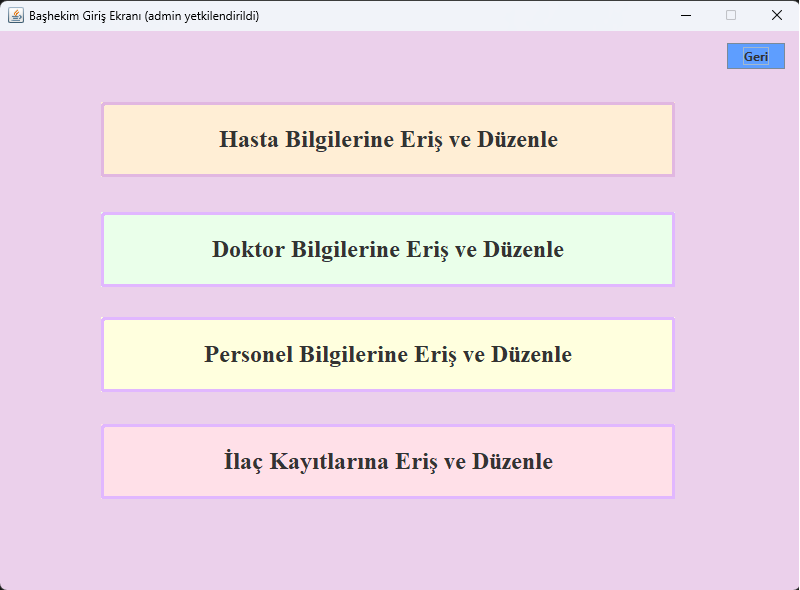 Başhekim Giriş Ekranı (admin yetkilendirildi)
Geri
Hasta Bilgilerine Eriş ve Düzenle
Doktor Bilgilerine Eriş ve Düzenle
Personel Bilgilerine Eriş ve Düzenle
İlaç Kayıtlarına Eriş ve Düzenle